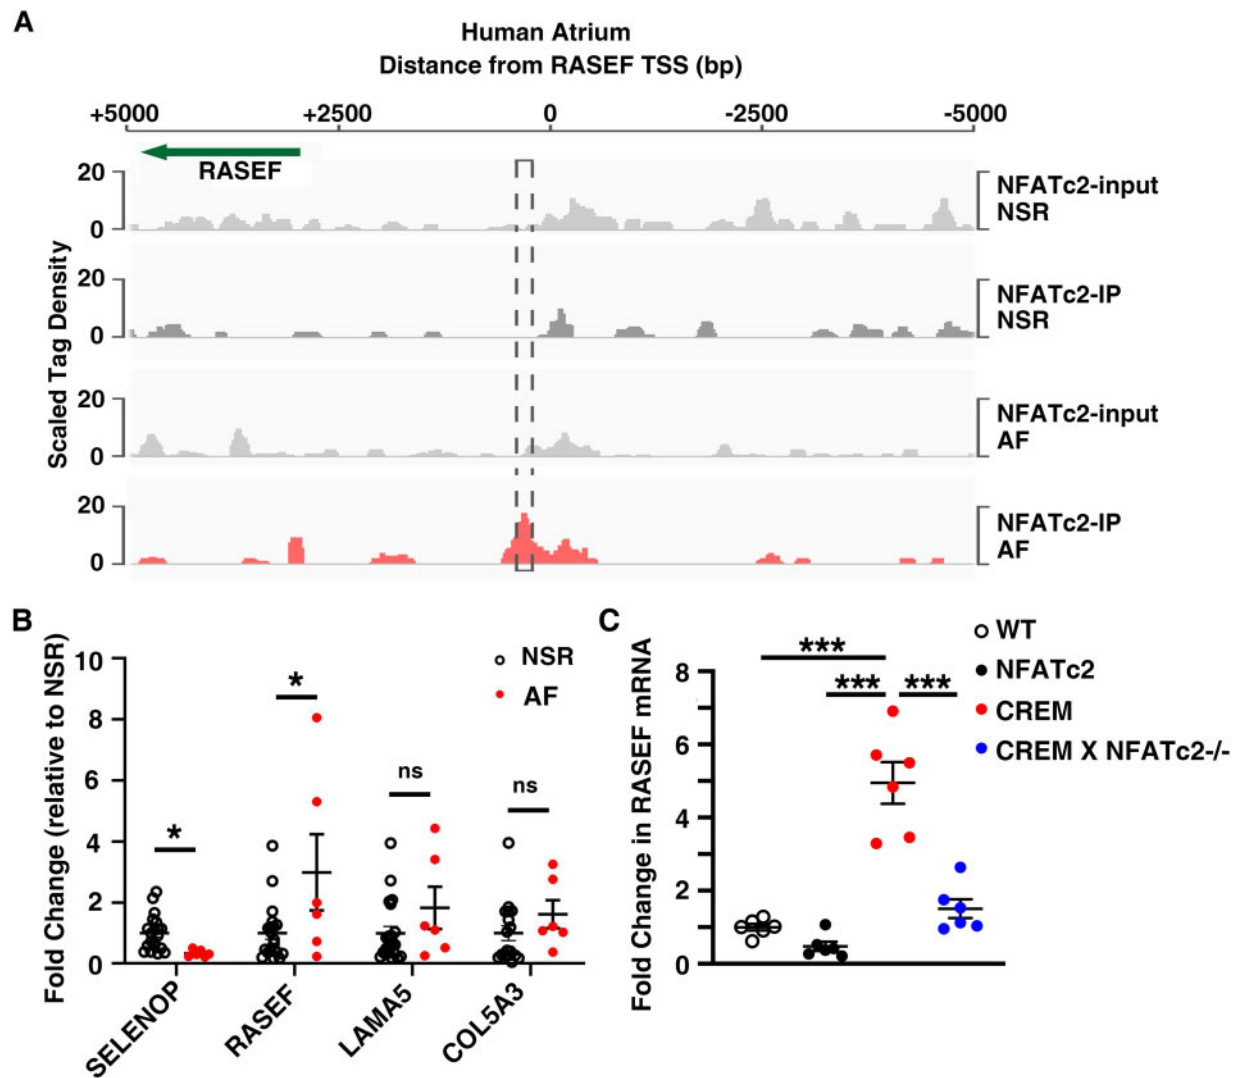 A
Human Atrium
Distance from RASEF TSS (bp)
+5000 +2500 0 -2500 -5000
RASEF
Scaled Tag Density
20
0
NFATc2-input
NSR
20
0
NFATc2-IP
NSR
20
0
NFATc2-input
AF
20
0
NFATc2-IP
AF
B
Fold Change (relative to NSR)
10
8
6
4
2
0
NSR
AF
*
*
ns
ns
SELENOP
RASEF
LAMA5
COL5A3
C
Fold Change in RASEF mRNA
8
6
4
2
0
***
***
***
WT
NFATc2
CREM
CREM X NFATc2-/-